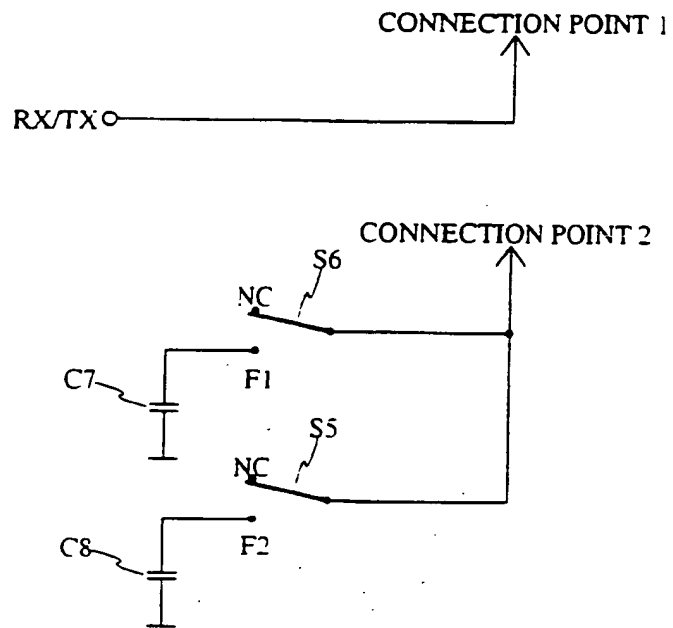 CONNECTION POINT 1
RX/TX
CONNECTION POINT 2
S6
NC
C7
F1
S5
NC
C8
F2